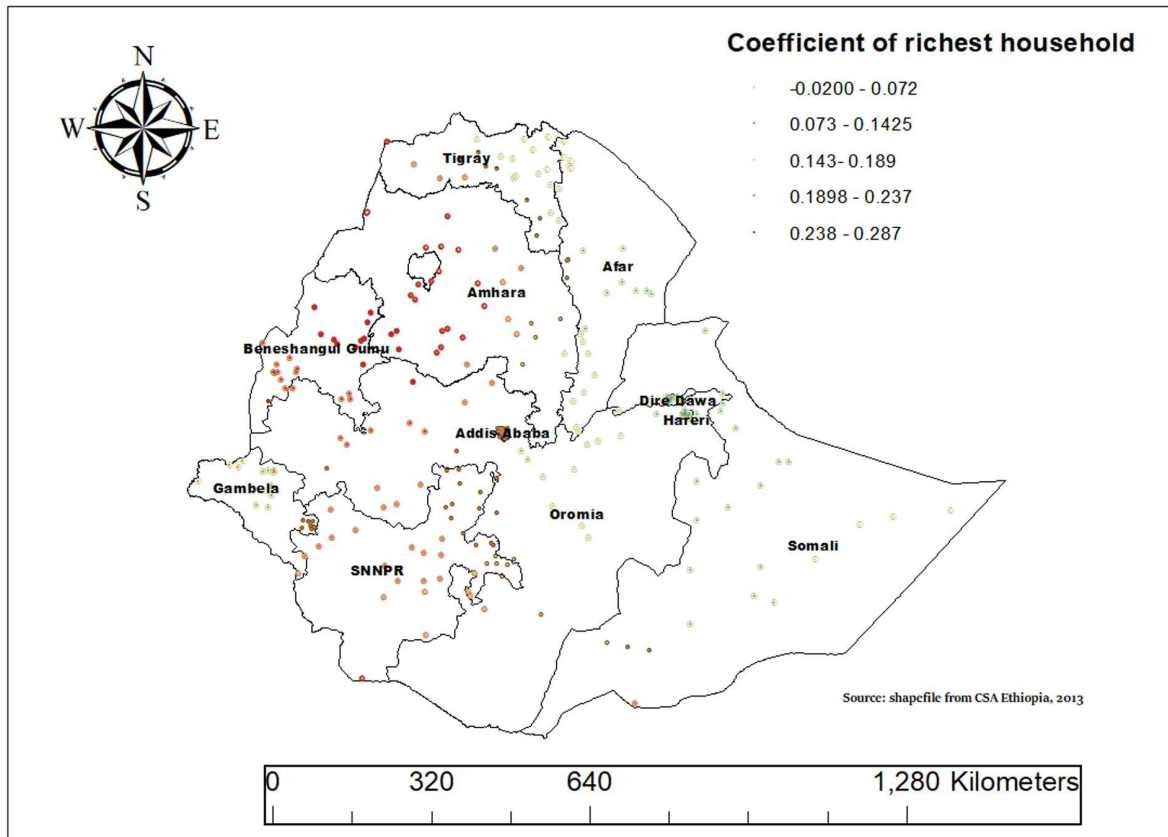 Coefficient of richest household
N
W E
S
-0.0200 - 0.072
0.073 - 0.1425
0.143- 0.189
0.1898 - 0.237
0.238 - 0.287
Tigray
Afar
Amhara
Beneshangul Gumu
Dire Dawa
Hareri
Addis Ababa
Gambela
Oromia
Somali
SNNPR
Source: shapefile from CSA Ethiopia, 2013
0 320 640 1,280 Kilometers